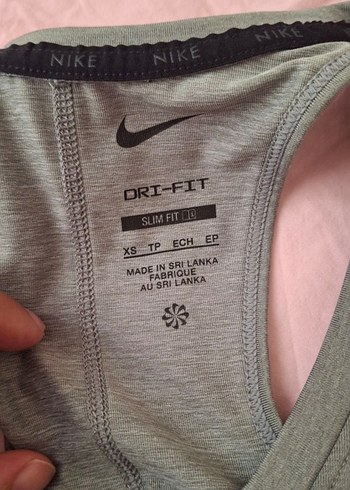 NIKE NIKE NIKE
DRI-FIT
SLIM FIT
XS TP ECH EP
MADE IN SRI LANKA
FABRIQUE
AU SRI LANKA